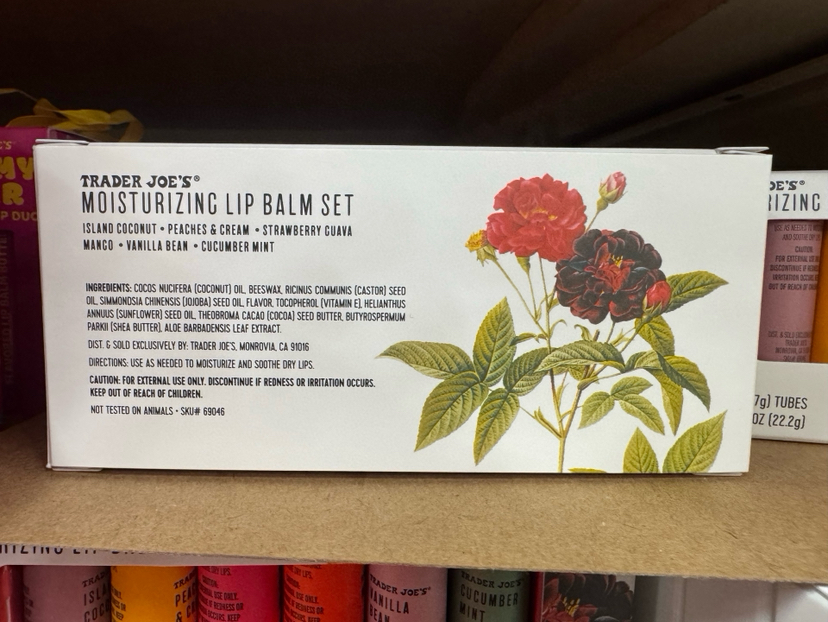 TRADER JOE'S®
MOISTURIZING LIP BALM SET
ISLAND COCONUT • PEACHES & CREAM • STRAWBERRY GUAVA
MANGO • VANILLA BEAN • CUCUMBER MINT
INGREDIENTS: COCOS NUCIFERA (COCONUT) OIL, BEESWAX, RICINUS COMMUNIS (CASTOR) SEED
OIL, SIMMONDSIA CHINENSIS (JOJOBA) SEED OIL, FLAVOR, TOCOPHEROL (VITAMIN E), HELIANTHUS
ANNUUS (SUNFLOWER) SEED OIL, THEOBROMA CACAO (COCOA) SEED BUTTER, BUTYROSPERMUM
PARKII (SHEA BUTTER), ALOE BARBADENSIS LEAF EXTRACT.
DIST. & SOLD EXCLUSIVELY BY: TRADER JOE'S, MONROVIA, CA 91016
DIRECTIONS: USE AS NEEDED TO MOISTURIZE AND SOOTHE DRY LIPS.
CAUTION: FOR EXTERNAL USE ONLY. DISCONTINUE IF REDNESS OR IRRITATION OCCURS.
KEEP OUT OF REACH OF CHILDREN.
NOT TESTED ON ANIMALS • SKU# 69046
7g) TUBES
OZ (22.2g)
TRADER JOE'S
VANILLA
BEAN
TRADER JOE'S
CUCUMBER
MINT